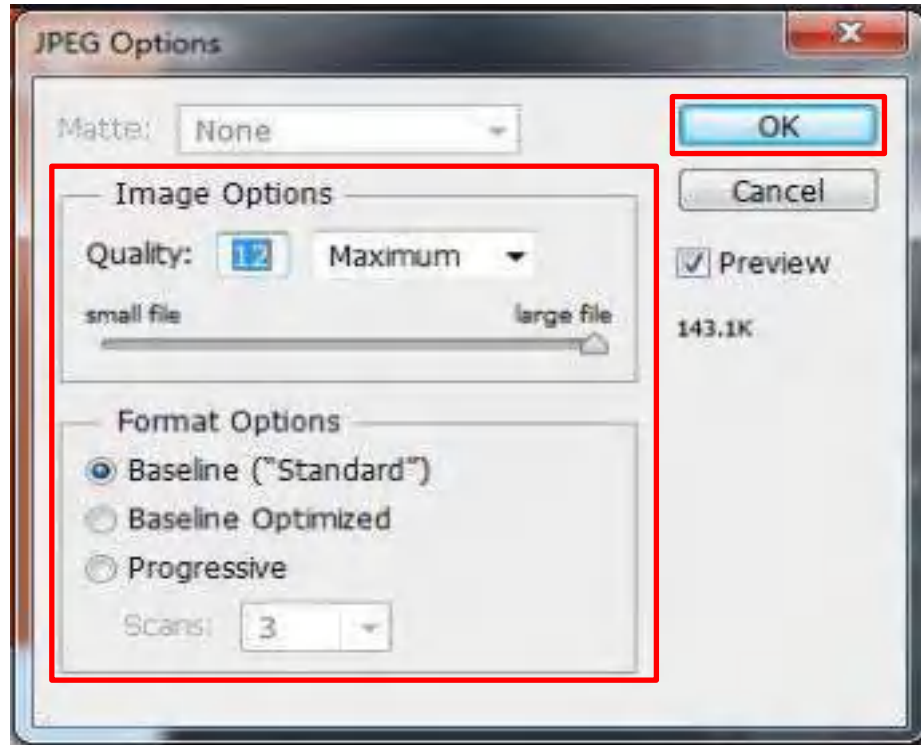 JPEG Options
Matte: None
OK
Image Options
Cancel
Quality: 12 Maximum
Preview
small file large file
143.1K
Format Options
Baseline ("Standard")
Baseline Optimized
Progressive
Scans: 3